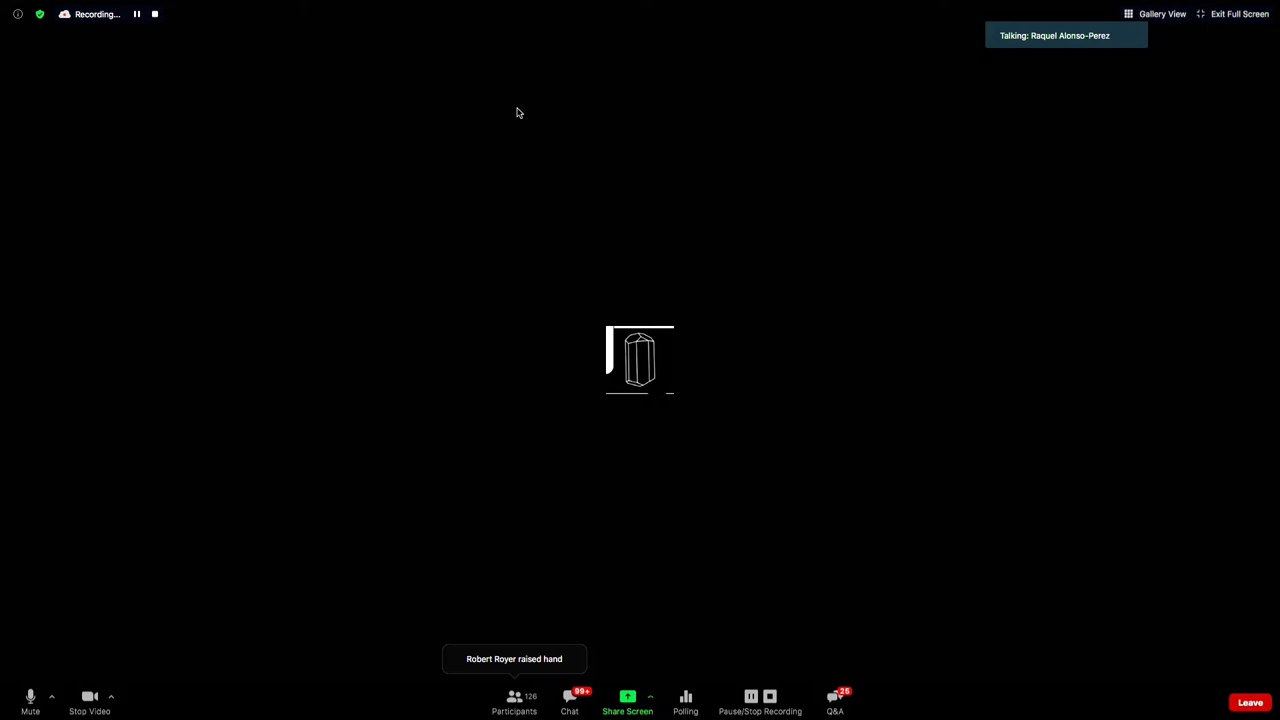 Recording...
Gallery View
Exit Full Screen
Talking: Raquel Alonso-Perez
Robert Royer raised hand
Mute
Stop Video
Participants
126
Chat
99+
Share Screen
Polling
Pause/Stop Recording
Q&A
25
Leave